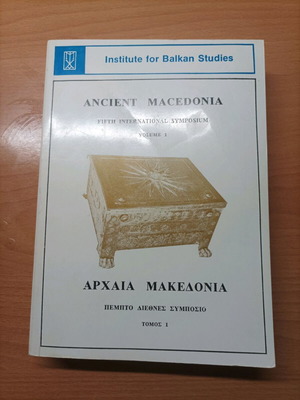 Institute for Balkan Studies
ANCIENT MACEDONIA
FIFTH INTERNATIONAL SYMPOSIUM
VOLUME 1
ΑΡΧΑΙΑ ΜΑΚΕΔΟΝΙΑ
ΠΕΜΠΤΟ ΔΙΕΘΝΕΣ ΣΥΜΠΟΣΙΟ
ΤΟΜΟΣ 1